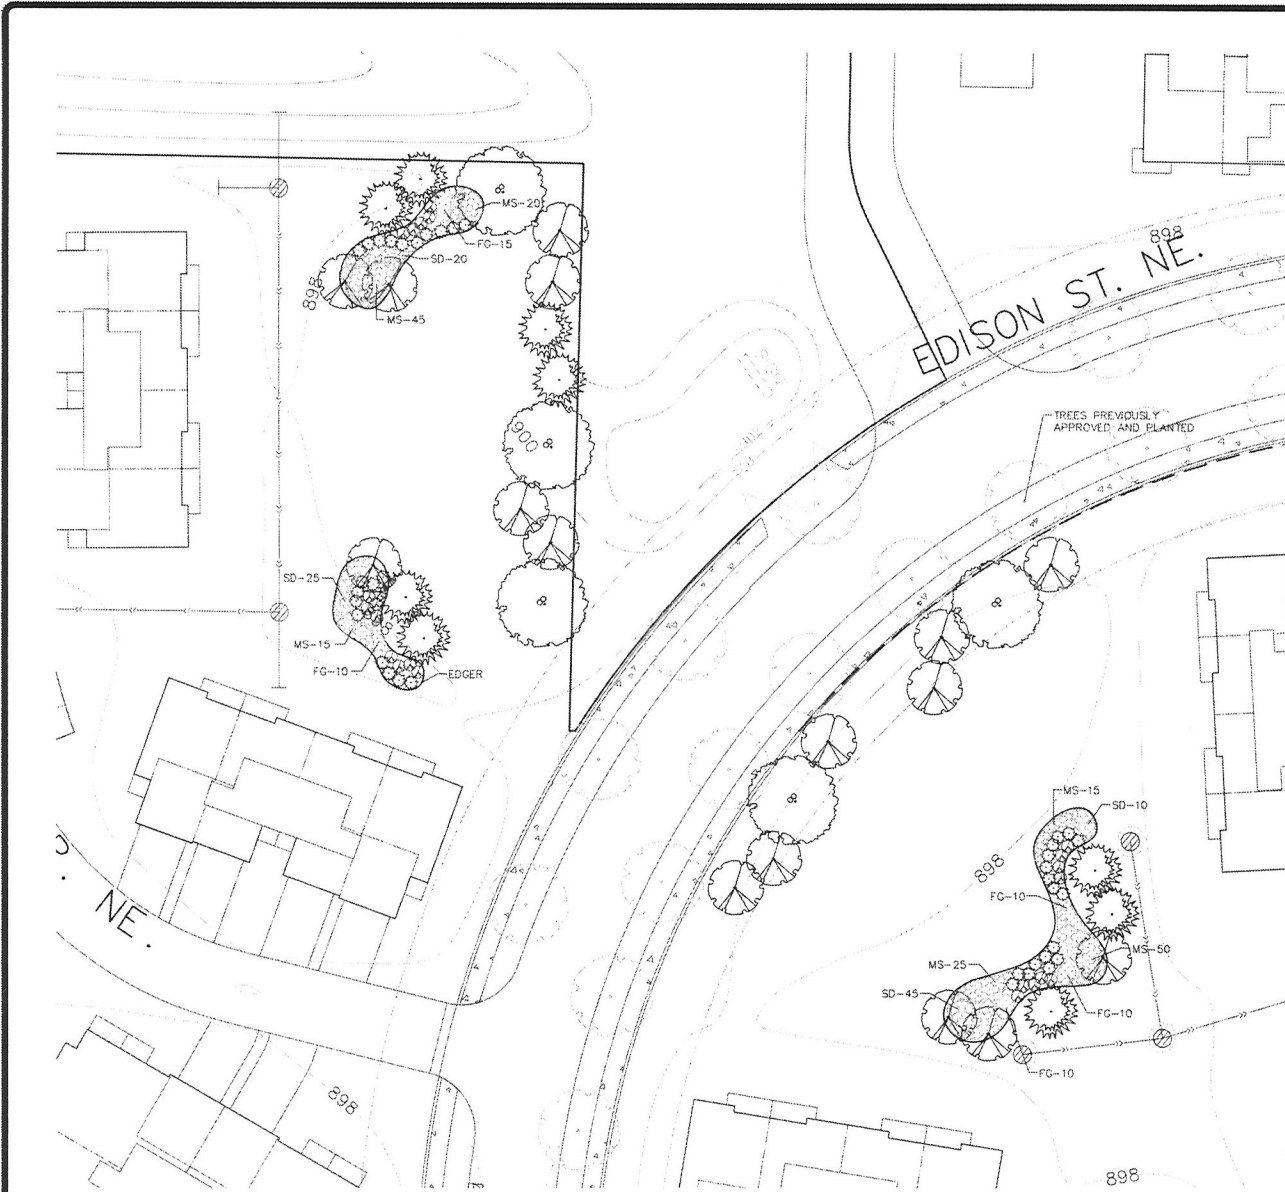 MS-20
FG-15
SD-20
MS-45
898
898
EDISON ST. NE.
TREES PREVIOUSLY
APPROVED AND PLANTED
900
SD-25
MS-15
FG-10
EDGER
MS-15
SD-10
898
FG-10
MS-50
MS-25
SD-45
FG-10
FG-10
NE.
898
898